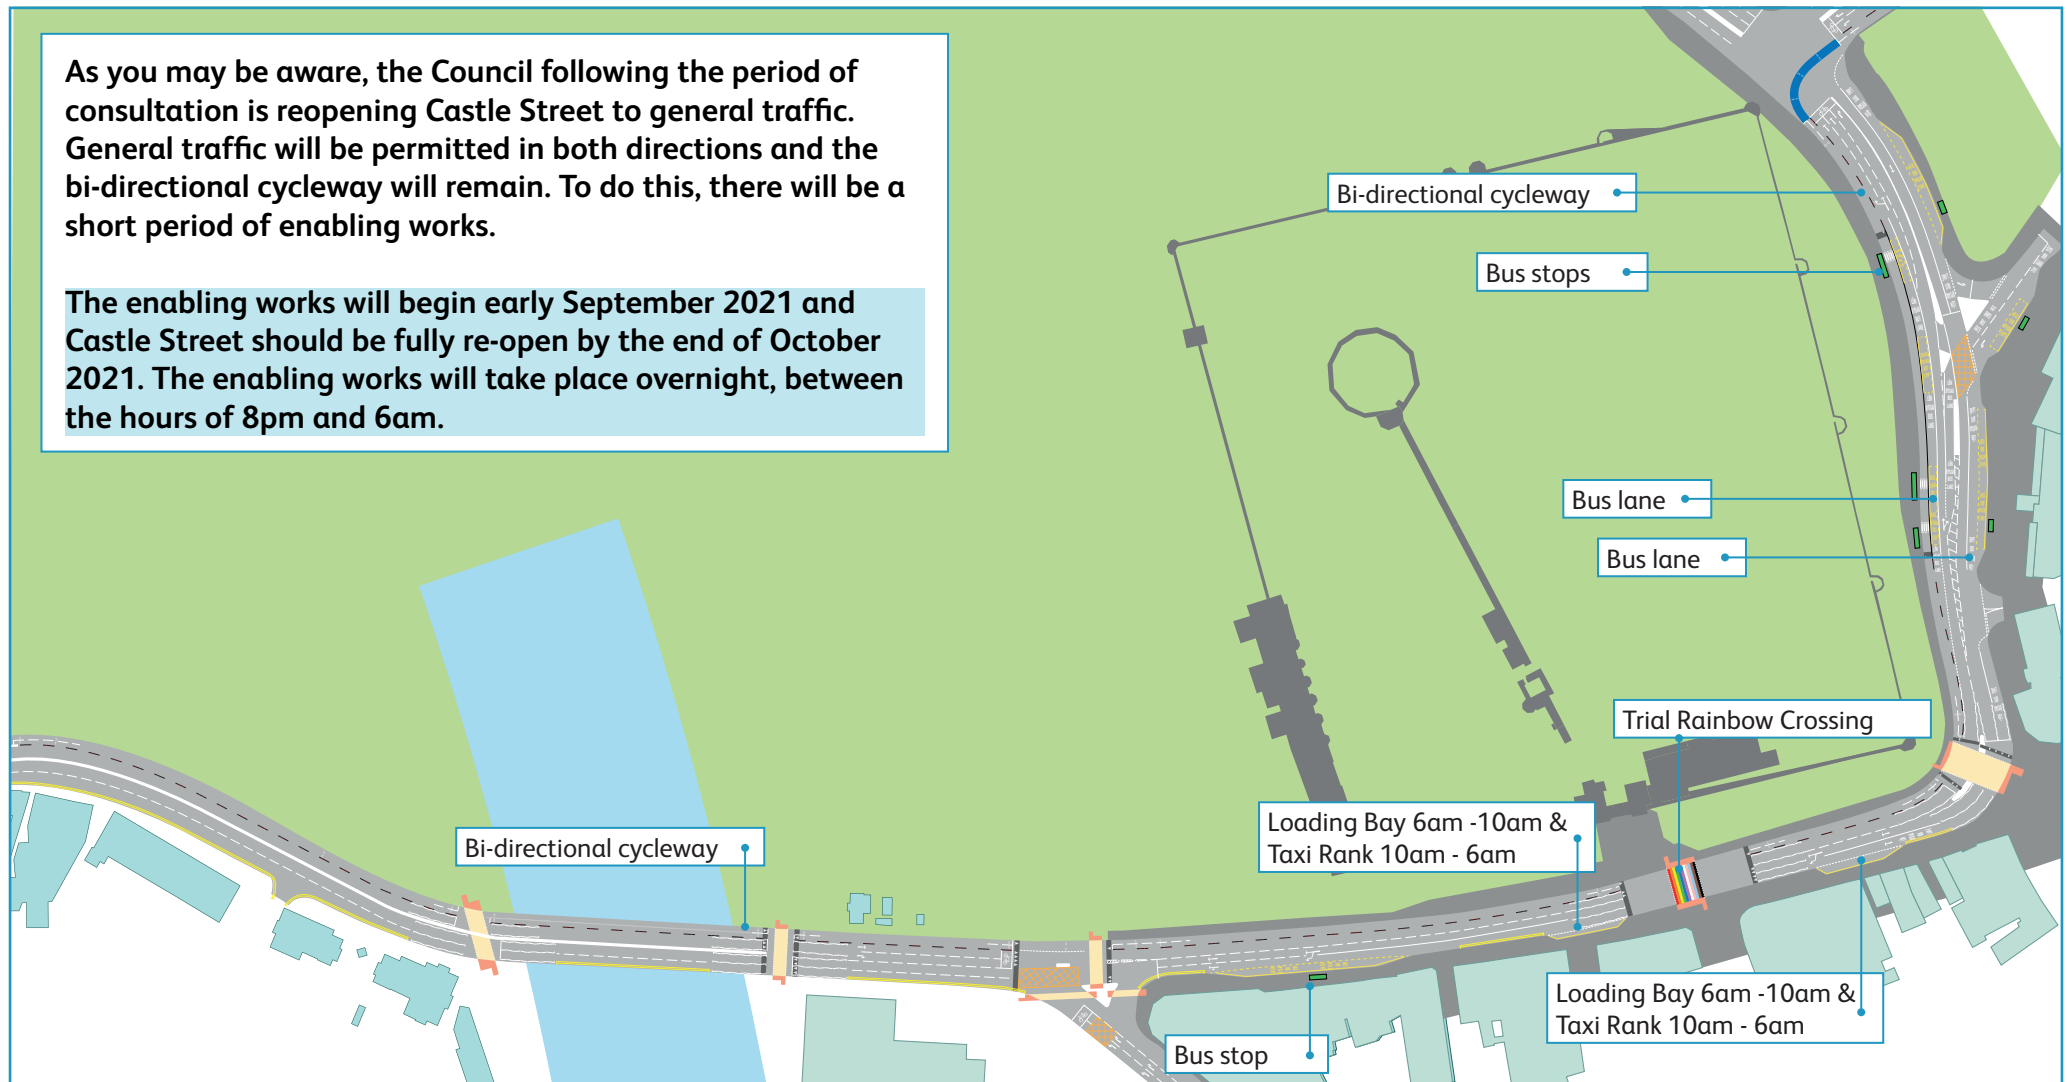 As you may be aware, the Council following the period of
consultation is reopening Castle Street to general traffic.
General traffic will be permitted in both directions and the
bi-directional cycleway will remain. To do this, there will be a
short period of enabling works.
The enabling works will begin early September 2021 and
Castle Street should be fully re-open by the end of October
2021. The enabling works will take place overnight, between
the hours of 8pm and 6am.
Bi-directional cycleway
Bus stops
Bus lane
Bus lane
Trial Rainbow Crossing
Loading Bay 6am -10am &
Taxi Rank 10am - 6am
Bi-directional cycleway
Loading Bay 6am -10am &
Taxi Rank 10am - 6am
Bus stop